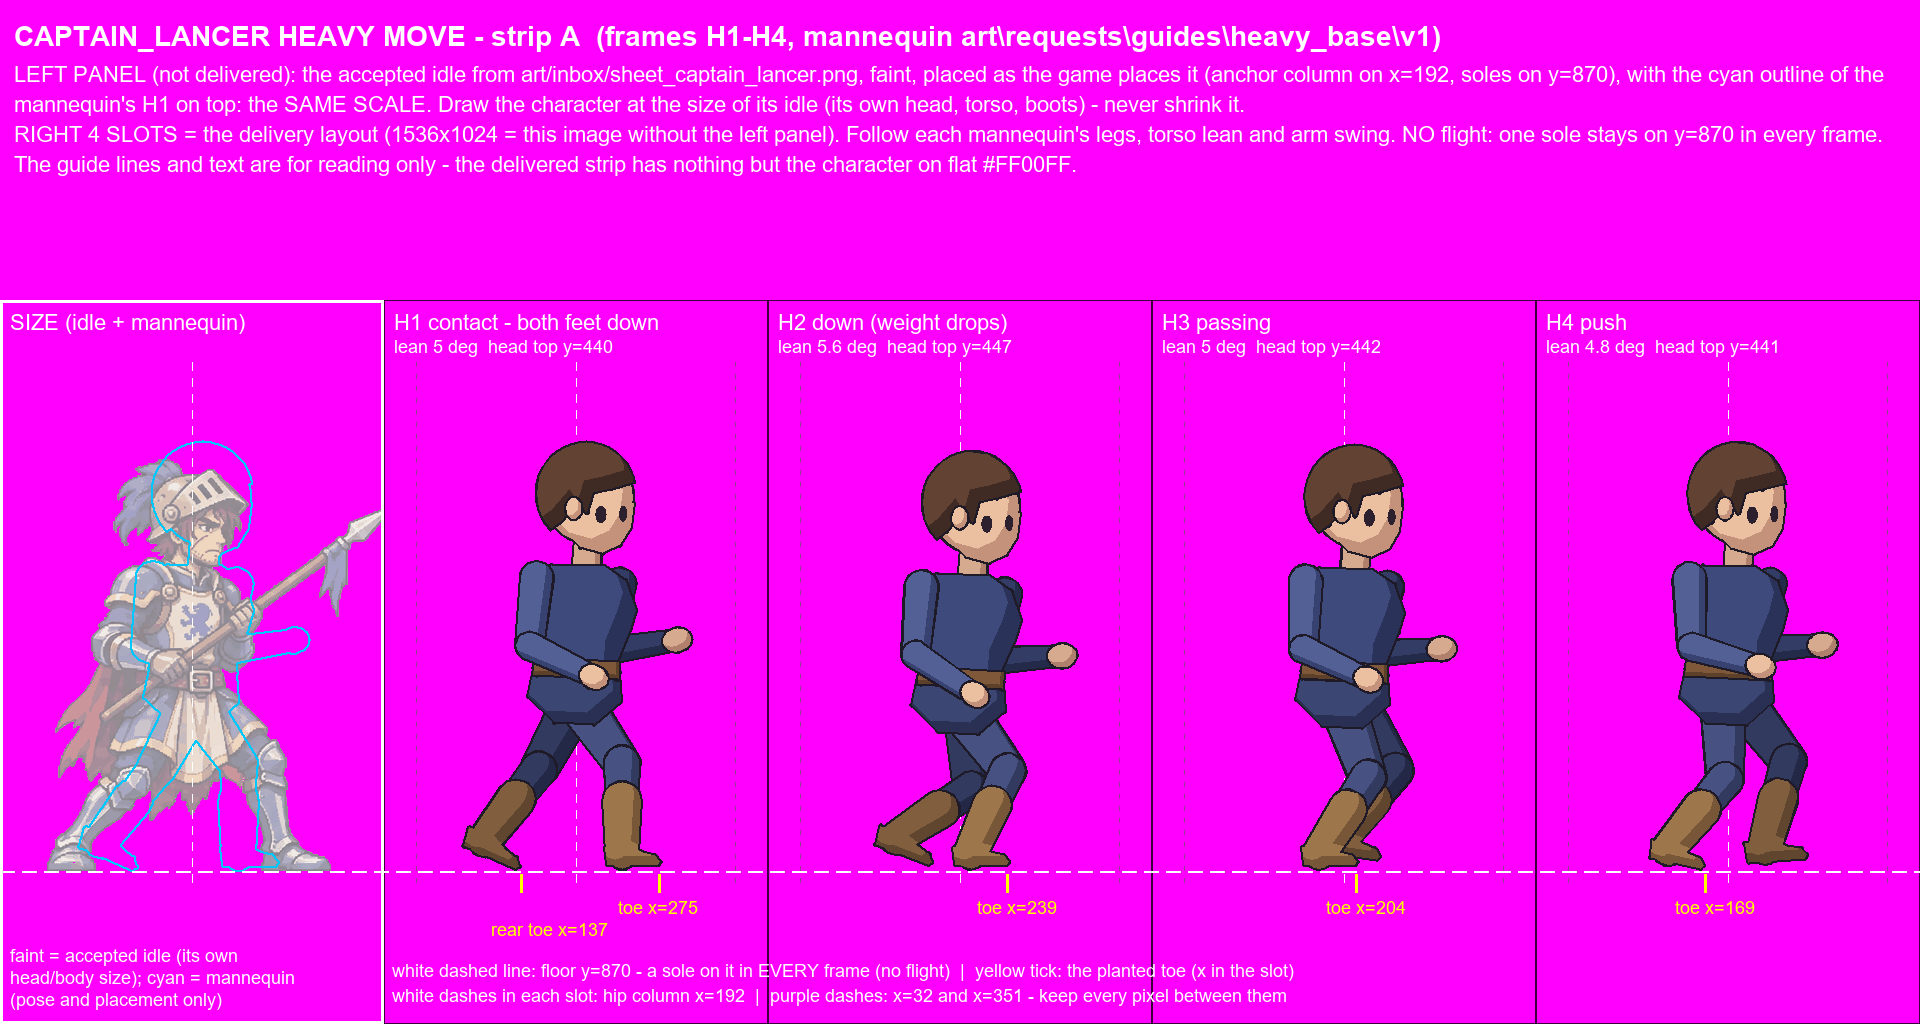 CAPTAIN_LANCER HEAVY MOVE - strip A  (frames H1-H4, mannequin art\requests\guides\heavy_base\v1)
LEFT PANEL (not delivered): the accepted idle from art/inbox/sheet_captain_lancer.png, faint, placed as the game places it (anchor column on x=192, soles on y=870), with the cyan outline of the
mannequin's H1 on top: the SAME SCALE. Draw the character at the size of its idle (its own head, torso, boots) - never shrink it.
RIGHT 4 SLOTS = the delivery layout (1536x1024 = this image without the left panel). Follow each mannequin's legs, torso lean and arm swing. NO flight: one sole stays on y=870 in every frame.
The guide lines and text are for reading only - the delivered strip has nothing but the character on flat #FF00FF.
SIZE (idle + mannequin)
H1 contact - both feet down
lean 5 deg  head top y=440
H2 down (weight drops)
lean 5.6 deg  head top y=447
H3 passing
lean 5 deg  head top y=442
H4 push
lean 4.8 deg  head top y=441
toe x=275
rear toe x=137
toe x=239
toe x=204
toe x=169
faint = accepted idle (its own
head/body size); cyan = mannequin
(pose and placement only)
white dashed line: floor y=870 - a sole on it in EVERY frame (no flight)  |  yellow tick: the planted toe (x in the slot)
white dashes in each slot: hip column x=192  |  purple dashes: x=32 and x=351 - keep every pixel between them